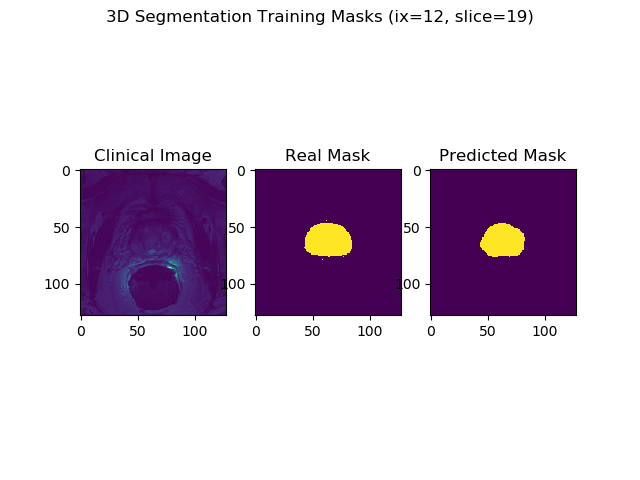 3D Segmentation Training Masks (ix=12, slice=19)
Clinical Image Real Mask Predicted Mask
0 0 0
50 50 50
100 100 100
0 100 0 50 100 0 50 100